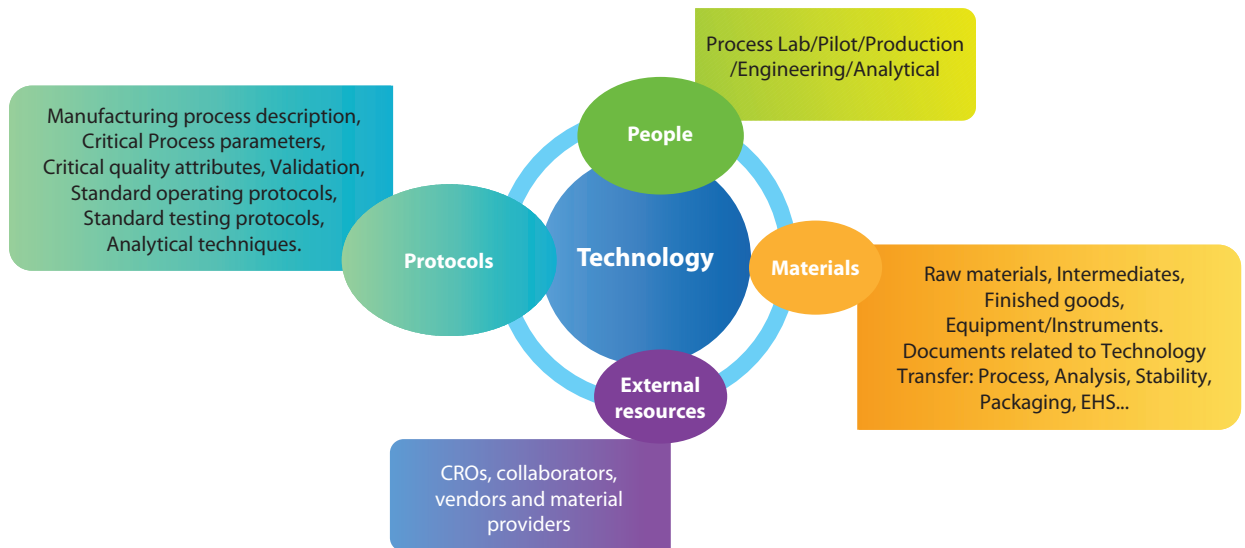 Process Lab/Pilot/Production
/Engineering/Analytical
People
Manufacturing process description,
Critical Process parameters,
Critical quality attributes, Validation,
Standard operating protocols,
Standard testing protocols,
Analytical techniques.
Protocols
Technology
Materials
Raw materials, Intermediates,
Finished goods,
Equipment/Instruments.
Documents related to Technology
Transfer: Process, Analysis, Stability,
Packaging, EHS...
External
resources
CROs, collaborators,
vendors and material
providers